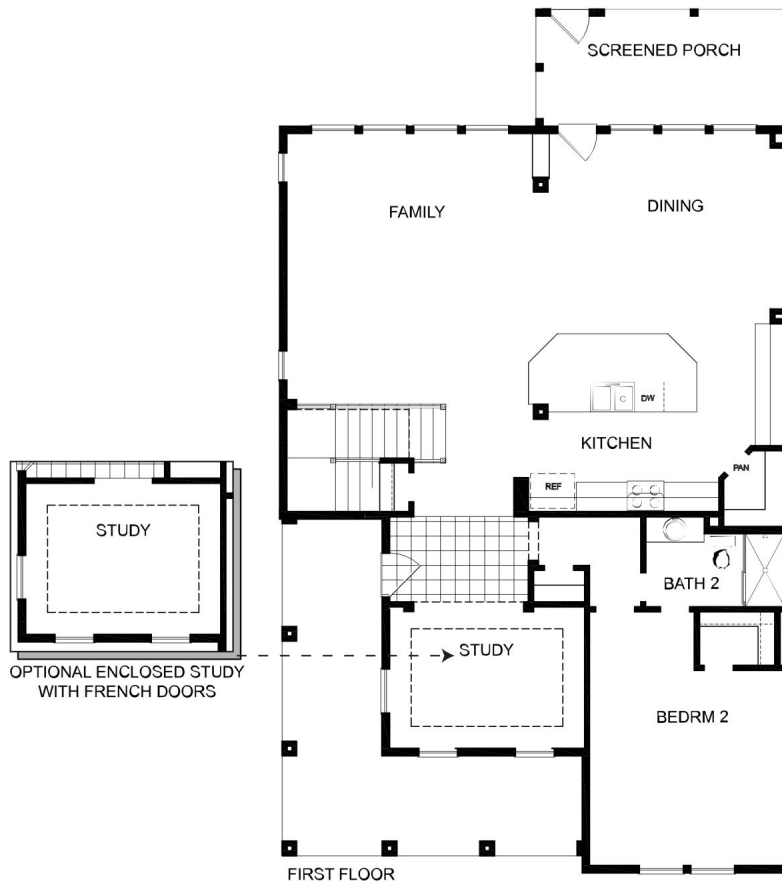 SCREENED PORCH
FAMILY
DINING
DW
KITCHEN
PAN
REF
STUDY
BATH 2
OPTIONAL ENCLOSED STUDY
WITH FRENCH DOORS
STUDY
BEDRM 2
FIRST FLOOR